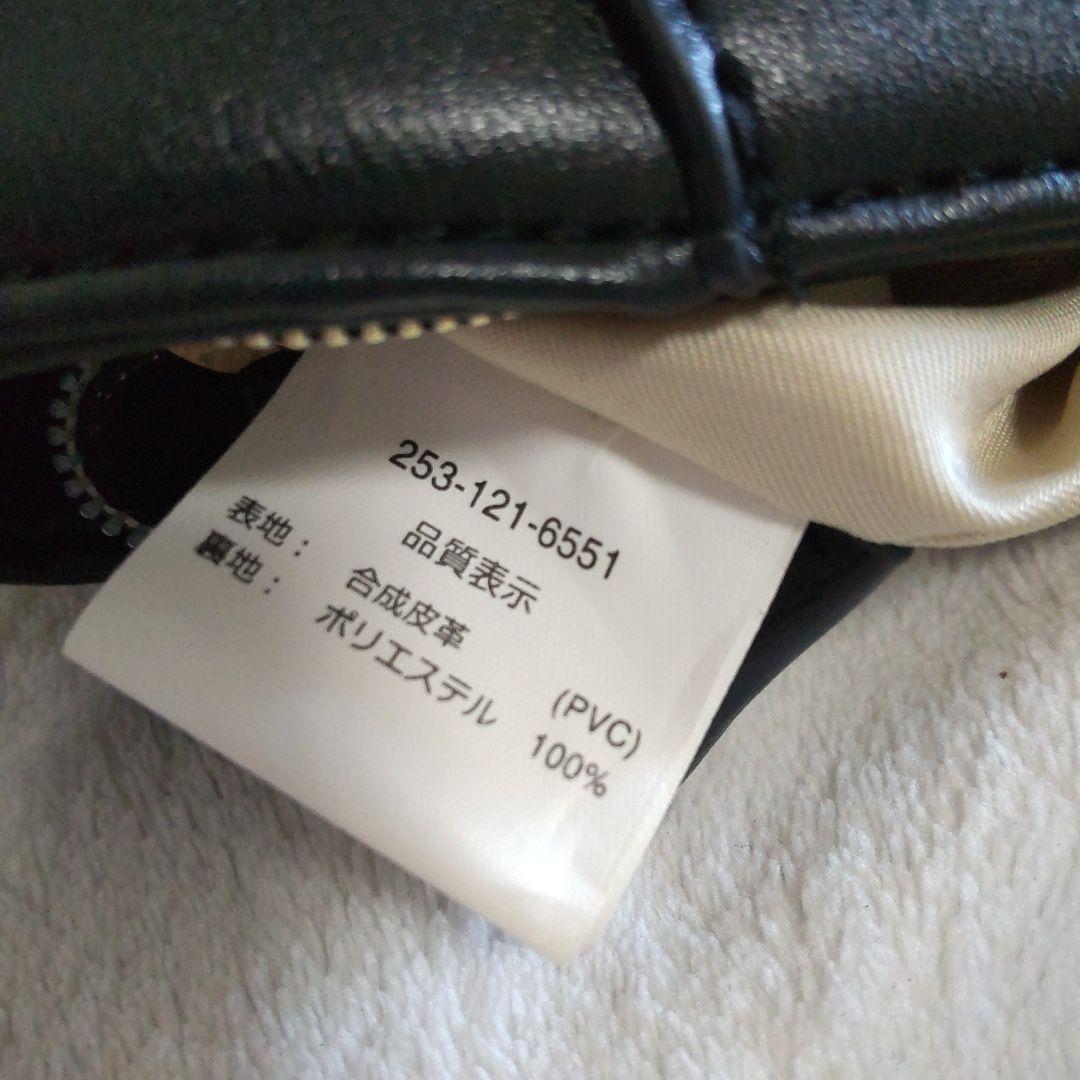 253-121-6551
品質表示
表地： 合成皮革 (PVC)
裏地： ポリエステル 100%